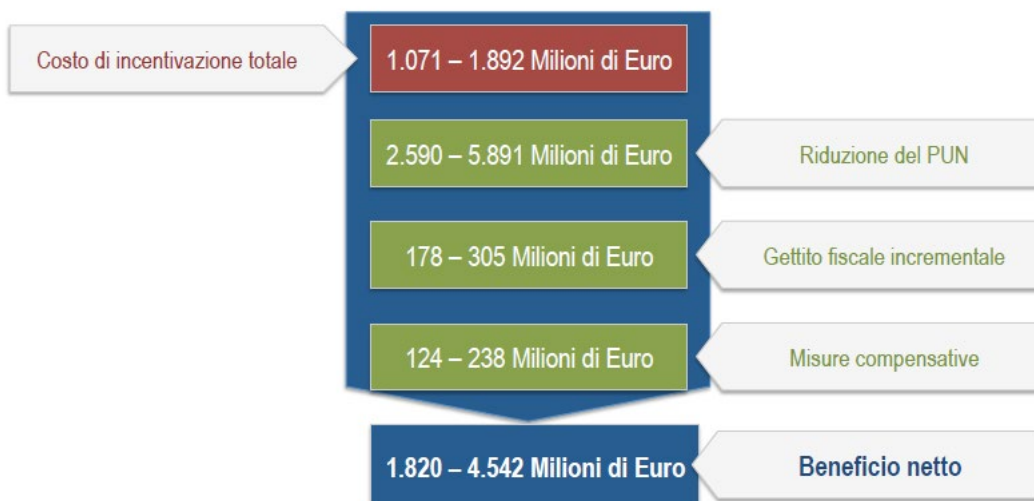 Costo di incentivazione totale
1.071 – 1.892 Milioni di Euro
2.590 – 5.891 Milioni di Euro
Riduzione del PUN
178 – 305 Milioni di Euro
Gettito fiscale incrementale
124 – 238 Milioni di Euro
Misure compensative
1.820 – 4.542 Milioni di Euro
Beneficio netto